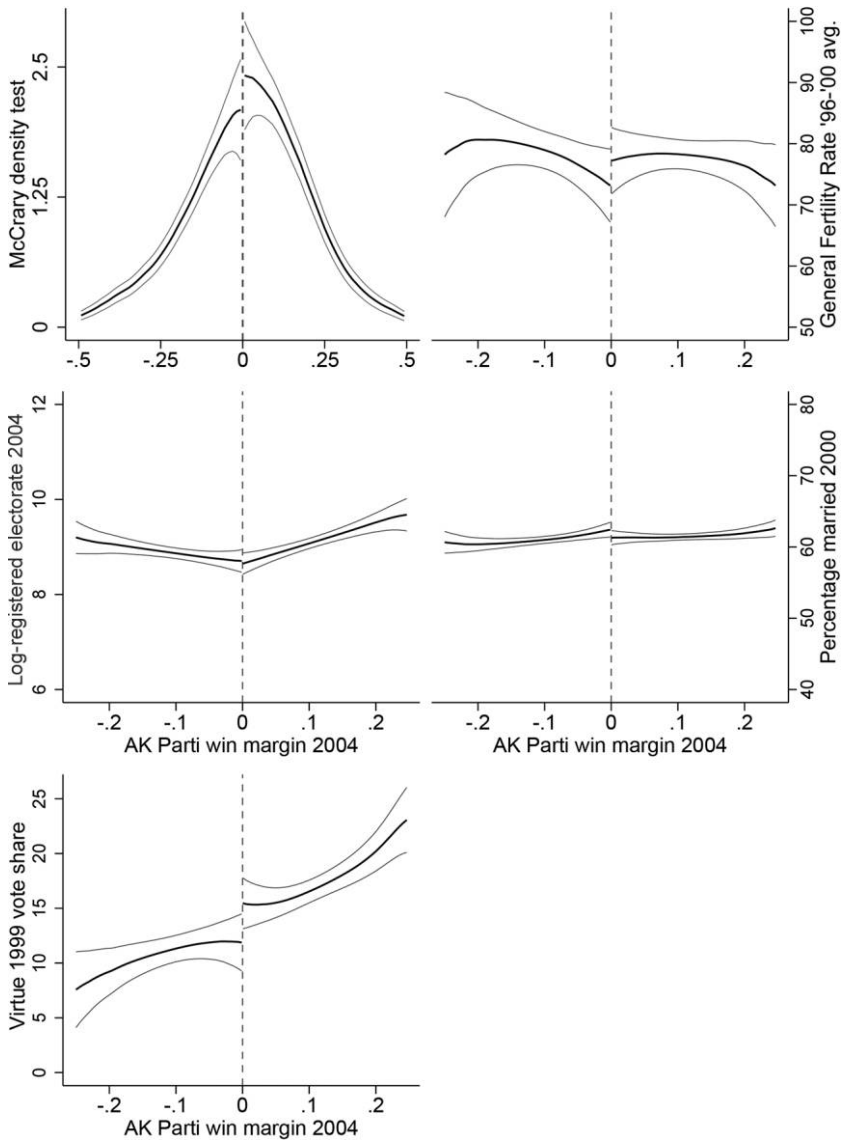 McCrary density test
2.5
1.25
0
-.5 -.25 0 .25 .5
General Fertility Rate '96-'00 avg.
100
90
80
70
60
50
-.2 -.1 0 .1 .2
Log-registered electorate 2004
12
10
8
6
-.2 -.1 0 .1 .2
AK Parti win margin 2004
Percentage married 2000
80
70
60
50
40
-.2 -.1 0 .1 .2
AK Parti win margin 2004
Virtue 1999 vote share
25
20
15
10
5
0
-.2 -.1 0 .1 .2
AK Parti win margin 2004